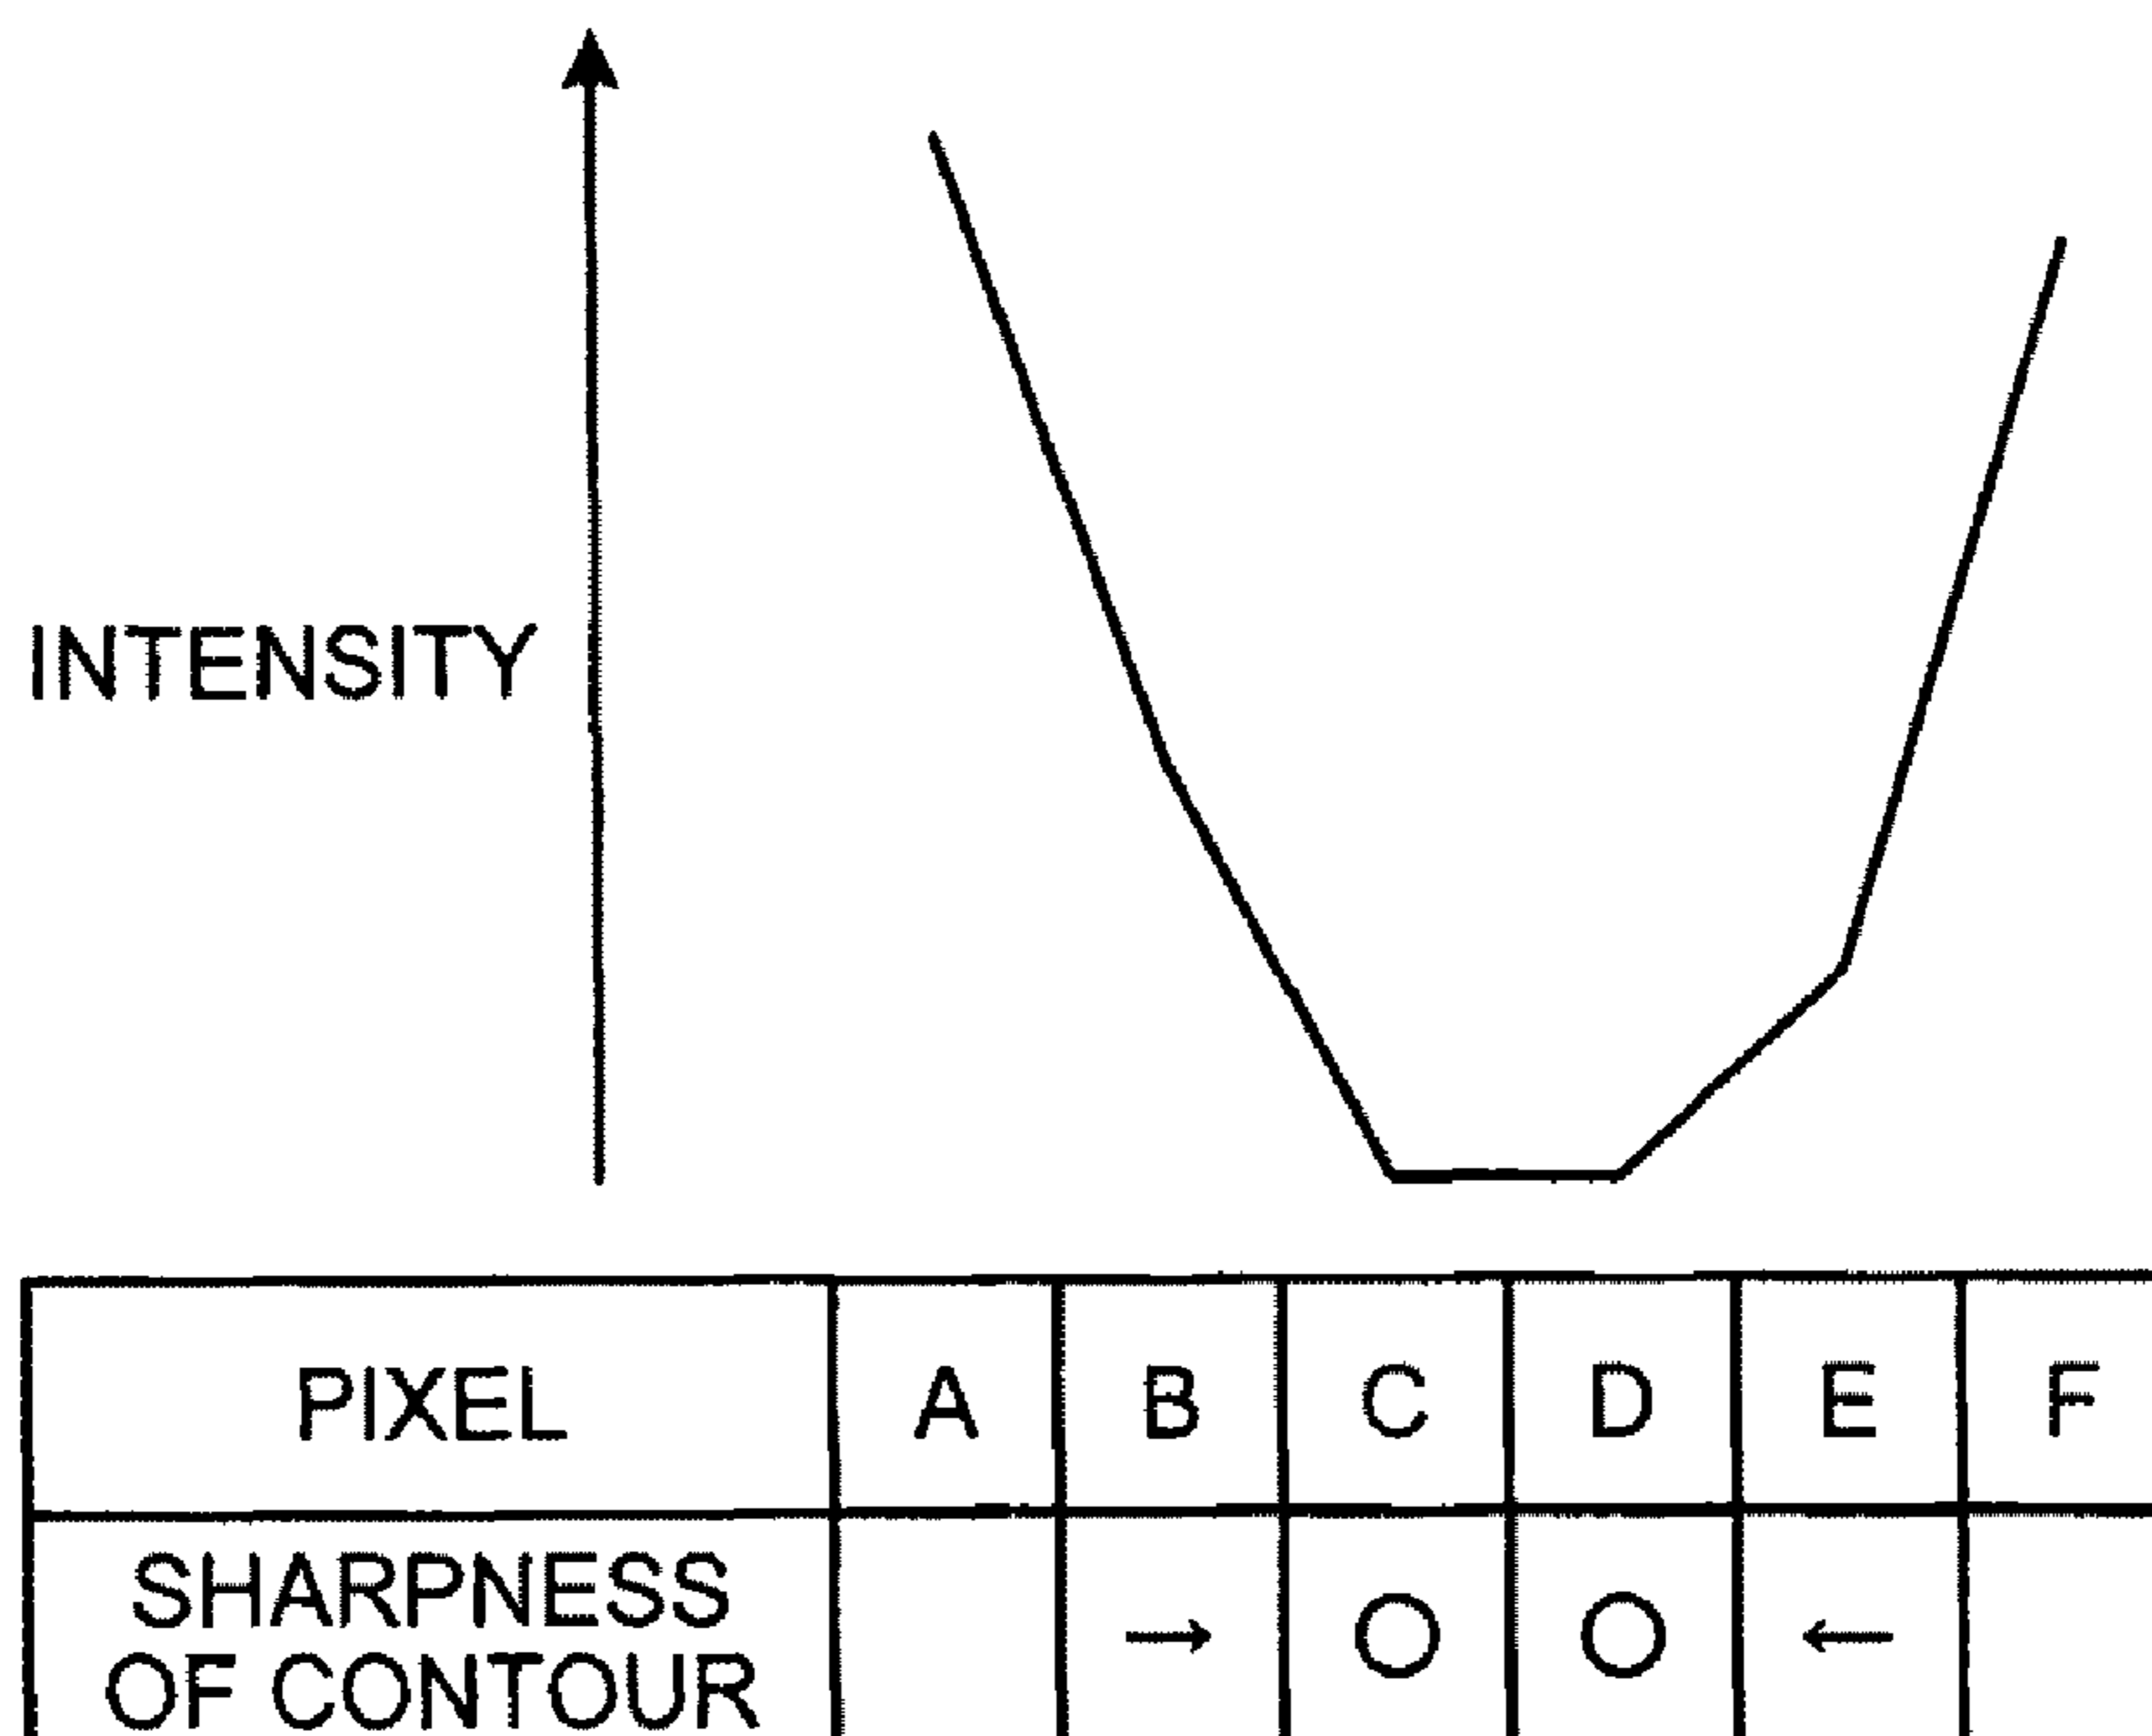 INTENSITY
PIXEL A B C D E F
SHARPNESS
OF CONTOUR → ○ ○ ←